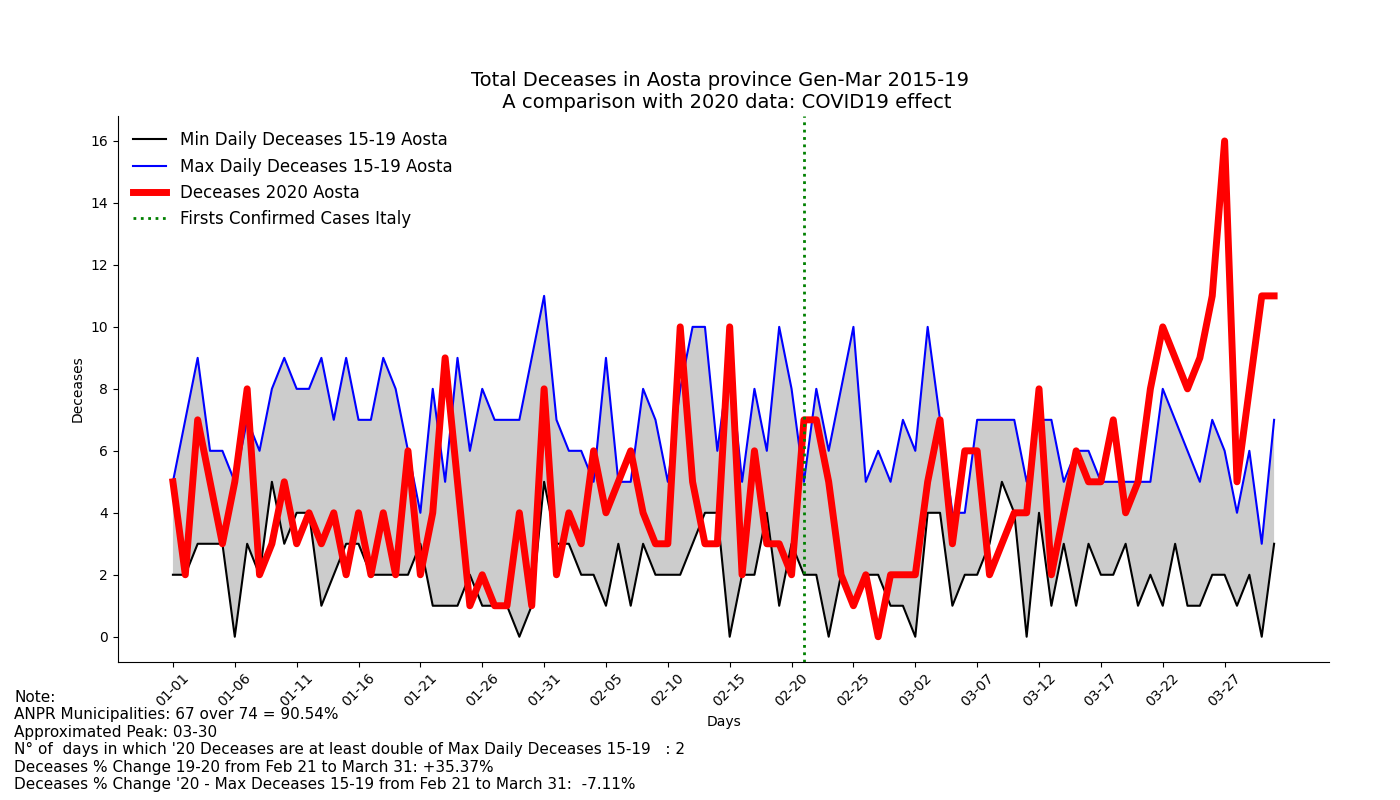 Total Deceases in Aosta province Gen-Mar 2015-19
A comparison with 2020 data: COVID19 effect
Min Daily Deceases 15-19 Aosta
Max Daily Deceases 15-19 Aosta
Deceases 2020 Aosta
Firsts Confirmed Cases Italy
Deceases
16
14
12
10
8
6
4
2
0
01-01 01-06 01-11 01-16 01-21 01-26 01-31 02-05 02-10 02-15 02-20 02-25 03-02 03-07 03-12 03-17 03-22 03-27
Days
Note:
ANPR Municipalities: 67 over 74 = 90.54%
Approximated Peak: 03-30
N° of  days in which '20 Deceases are at least double of Max Daily Deceases 15-19   : 2
Deceases % Change 19-20 from Feb 21 to March 31: +35.37%
Deceases % Change '20 - Max Deceases 15-19 from Feb 21 to March 31:  -7.11%